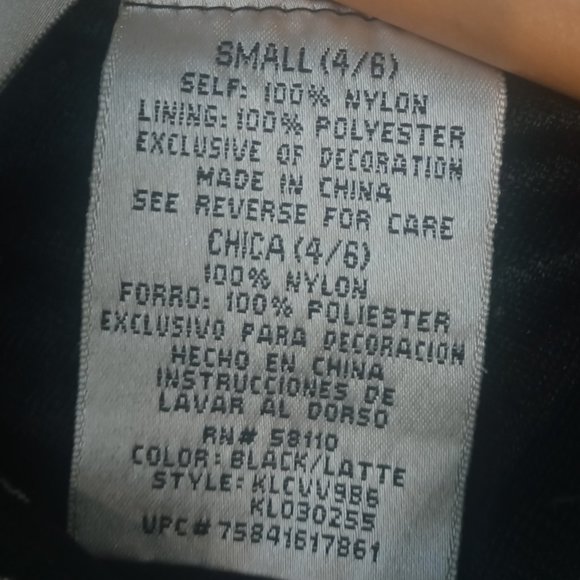 SMALL (4/6)
SELF: 100% NYLON
LINING: 100% POLYESTER
EXCLUSIVE OF DECORATION
MADE IN CHINA
SEE REVERSE FOR CARE
CHICA (4/6)
100% NYLON
FORRO: 100% POLIESTER
EXCLUSIVO PARA DECORACION
HECHO EN CHINA
INSTRUCCIONES DE
LAVAR AL DORSO
RN# 58110
COLOR: BLACK/LATTE
STYLE: KLCVV9B6
KL030255
UPC# 75841617861